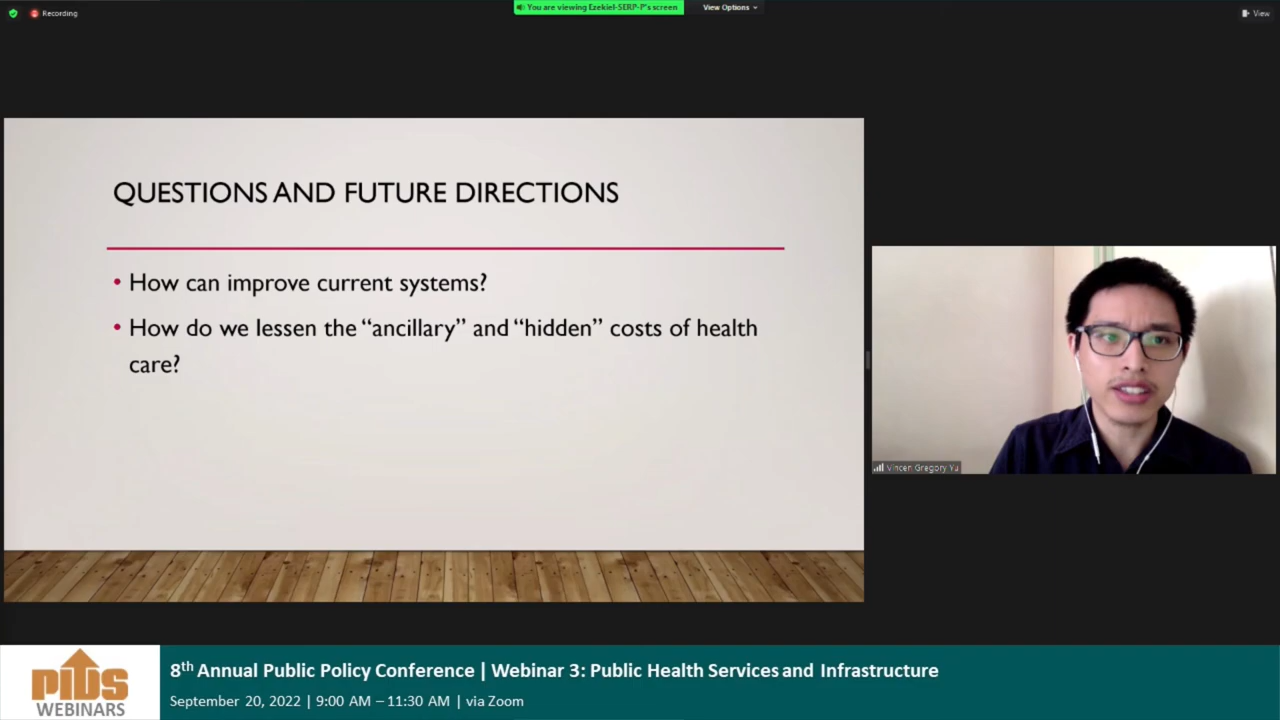 Recording
You are viewing Ezekiel-SERP-P's screen
View Options
View
QUESTIONS AND FUTURE DIRECTIONS
• How can improve current systems?
• How do we lessen the “ancillary” and “hidden” costs of health
care?
Vincen Gregory Yu
pids
WEBINARS
8th Annual Public Policy Conference | Webinar 3: Public Health Services and Infrastructure
September 20, 2022 | 9:00 AM – 11:30 AM | via Zoom